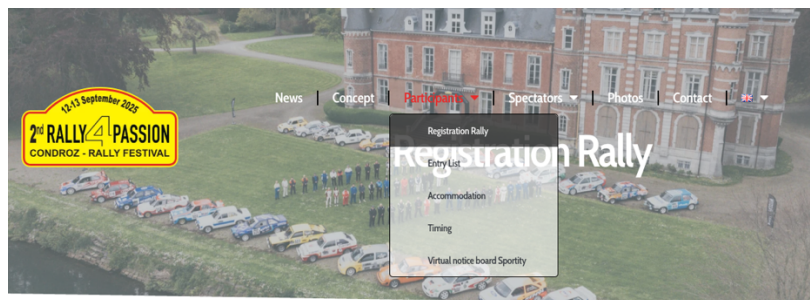 12-13 September 2025
2nd RALLY 4 PASSION
CONDROZ - RALLY FESTIVAL
News
Concept
Participants
Spectators
Photos
Contact
Registration Rally
Registration Rally
Entry List
Accommodation
Timing
Virtual notice board Sportity